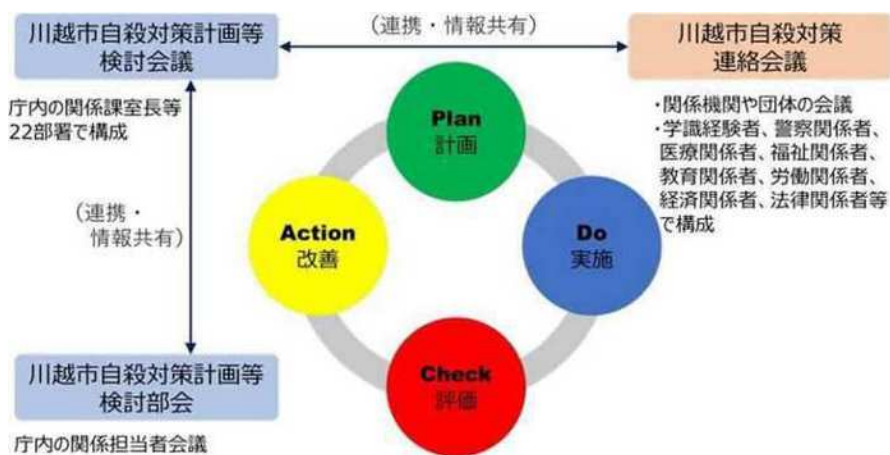 川越市自殺対策計画等
検討会議
(連携・情報共有)
川越市自殺対策
連絡会議
庁内の関係課室長等
22部署で構成
・関係機関や団体の会議
・学識経験者、警察関係者、
医療関係者、福祉関係者、
教育関係者、労働関係者、
経済関係者、法律関係者等
で構成
Plan
計画
(連携・
情報共有)
Action
改善
Do
実施
Check
評価
川越市自殺対策計画等
検討部会
庁内の関係担当者会議